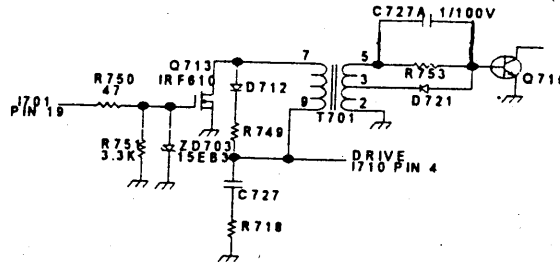 C727A 1/100V
Q713
IRF610
7
5
R753
R750
47
D712
3
I701
PIN 19
D721
9
2
T701
R749
R751
3.3K
ZD703
15EB3
DRIVE
I710 PIN 4
C727
R718